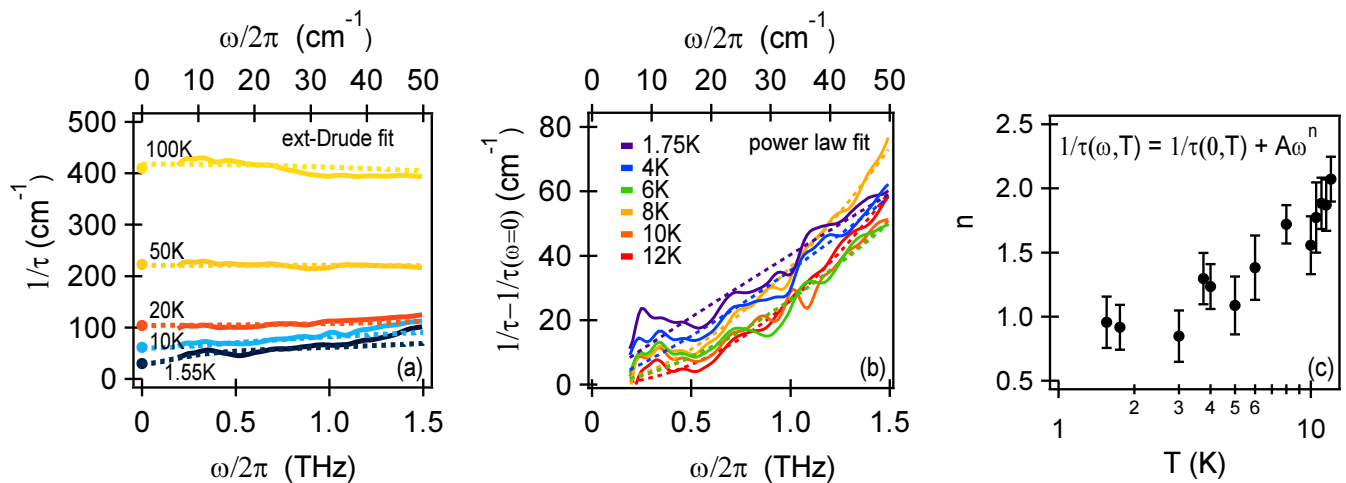 ω/2π (cm⁻¹)
0 10 20 30 40 50
500
400
300
200
100
0
1/τ (cm⁻¹)
ext-Drude fit
100K
50K
20K
10K
1.55K
(a)
0 0.5 1.0 1.5
ω/2π (THz)
ω/2π (cm⁻¹)
0 10 20 30 40 50
80
60
40
20
0
1/τ−1/τ(ω=0) (cm⁻¹)
power law fit
1.75K
4K
6K
8K
10K
12K
(b)
0 0.5 1.0 1.5
ω/2π (THz)
1/τ(ω,T) = 1/τ(0,T) + Aωⁿ
2.5
2.0
1.5
1.0
0.5
n
(c)
2 3 4 5 6
1 10
T (K)